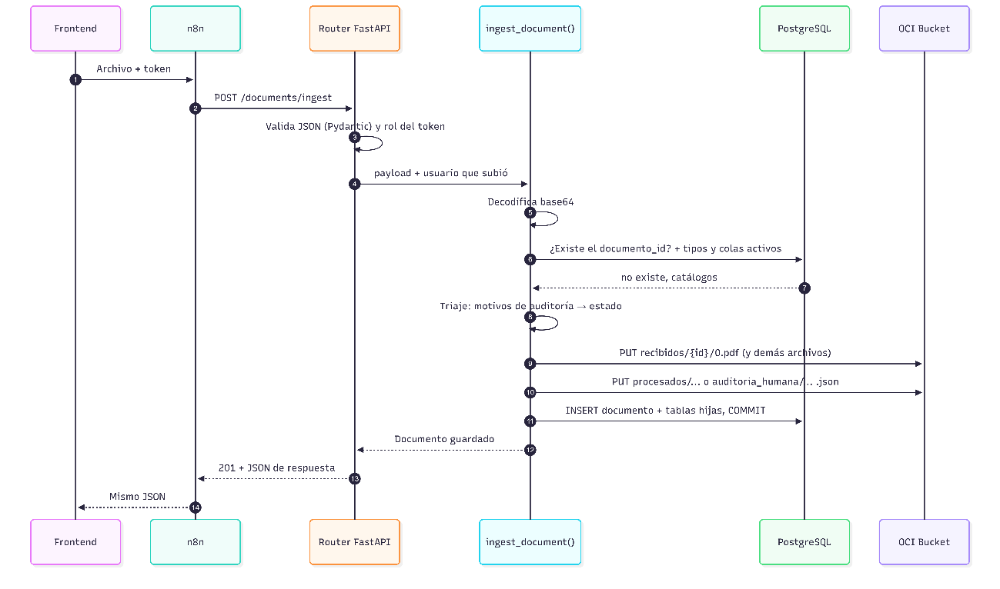 Frontend
n8n
Router FastAPI
ingest_document()
PostgreSQL
OCI Bucket
Archivo + token
1
POST /documents/ingest
2
Valida JSON (Pydantic) y rol del token
3
payload + usuario que subió
4
Decodifica base64
5
¿Existe el documento_id? + tipos y colas activos
6
no existe, catálogos
7
Triaje: motivos de auditoría → estado
8
PUT recibidos/{id}/0.pdf (y demás archivos)
9
PUT procesados/... o auditoria_humana/... .json
10
INSERT documento + tablas hijas, COMMIT
11
Documento guardado
12
201 + JSON de respuesta
13
Mismo JSON
14
Frontend
n8n
Router FastAPI
ingest_document()
PostgreSQL
OCI Bucket